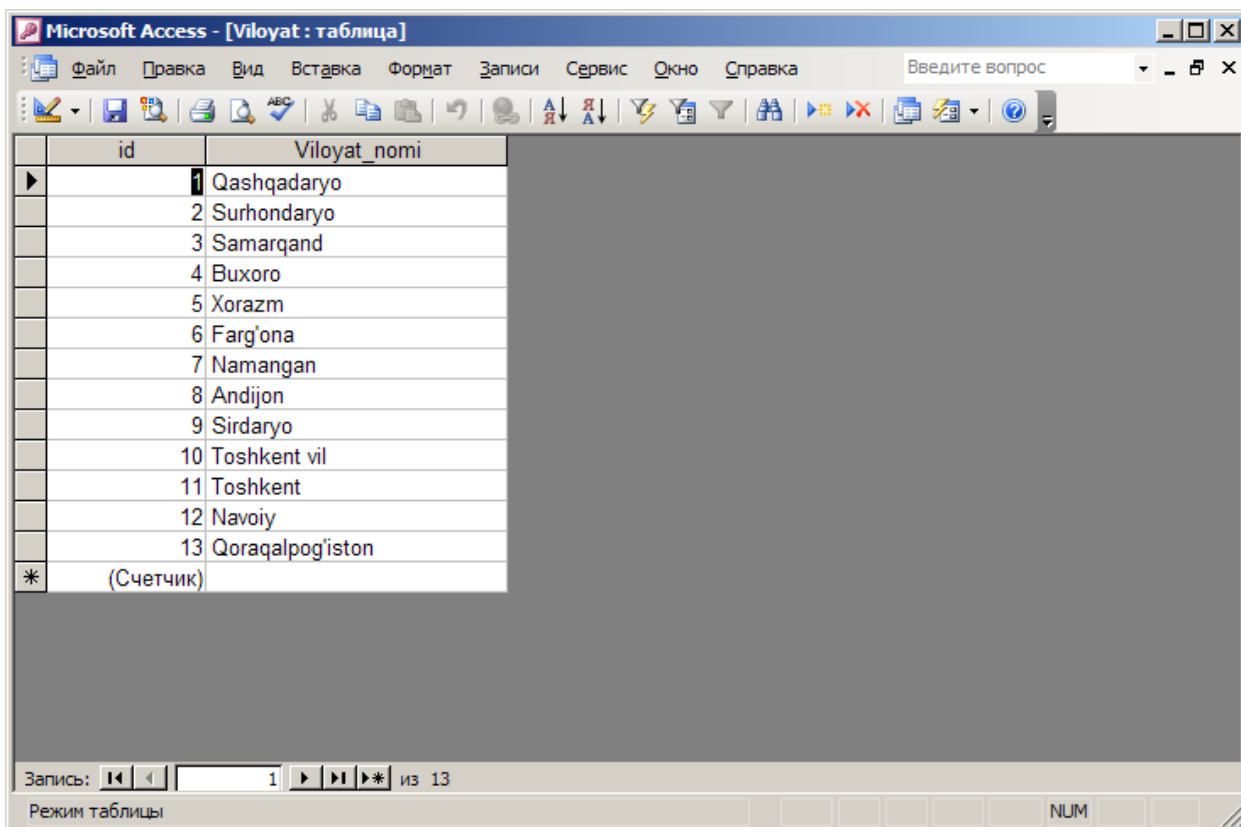 Microsoft Access - [Viloyat : таблица]
Файл Правка Вид Вставка Формат Записи Сервис Окно Справка Введите вопрос
id Viloyat_nomi
1 Qashqadaryo
2 Surhondaryo
3 Samarqand
4 Buxoro
5 Xorazm
6 Farg'ona
7 Namangan
8 Andijon
9 Sirdaryo
10 Toshkent vil
11 Toshkent
12 Navoiy
13 Qoraqalpog'iston
(Счетчик)
Запись: 1 из 13
Режим таблицы NUM